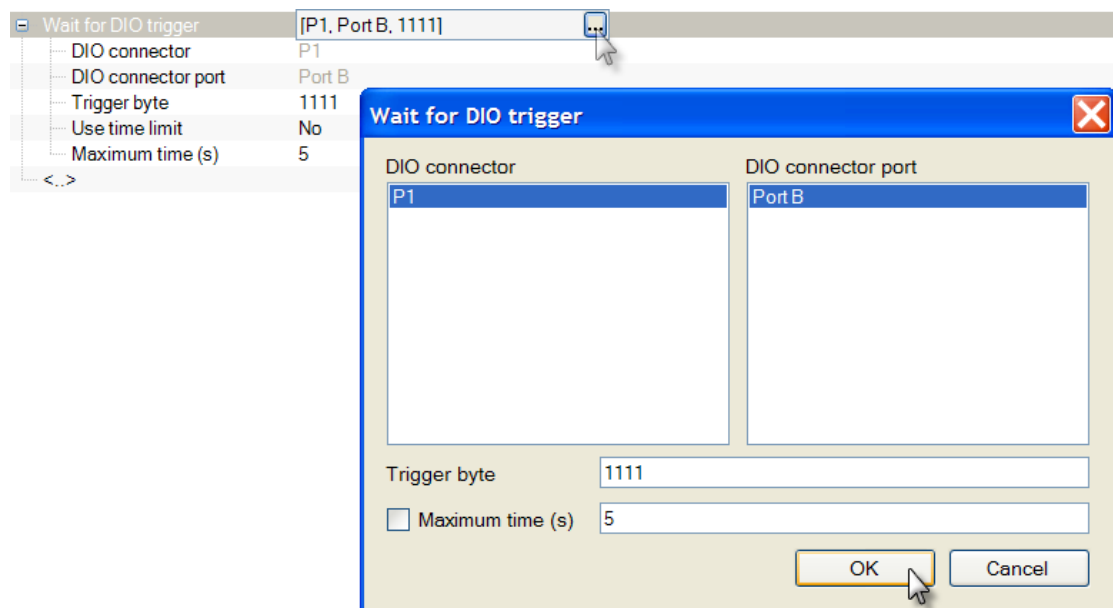 Wait for DIO trigger [P1, Port B, 1111] ...
DIO connector P1
DIO connector port Port B
Trigger byte 1111
Use time limit No
Maximum time (s) 5
<..>
Wait for DIO trigger
DIO connector DIO connector port
P1 Port B
Trigger byte 1111
Maximum time (s) 5
OK Cancel